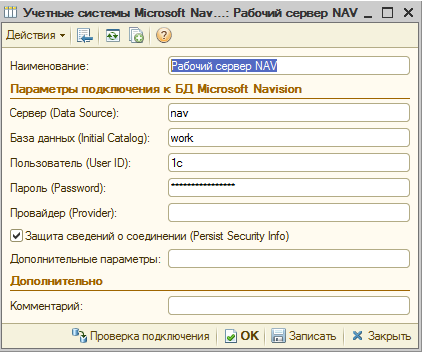 Учетные системы Microsoft Nav...: Рабочий сервер NAV
Действия
Наименование: Рабочий сервер NAV
Параметры подключения к БД Microsoft Navision
Сервер (Data Source): nav
База данных (Initial Catalog): work
Пользователь (User ID): 1c
Пароль (Password): ****************
Провайдер (Provider):
Защита сведений о соединении (Persist Security Info)
Дополнительные параметры:
Дополнительно
Комментарий:
Проверка подключения OK Записать Закрыть